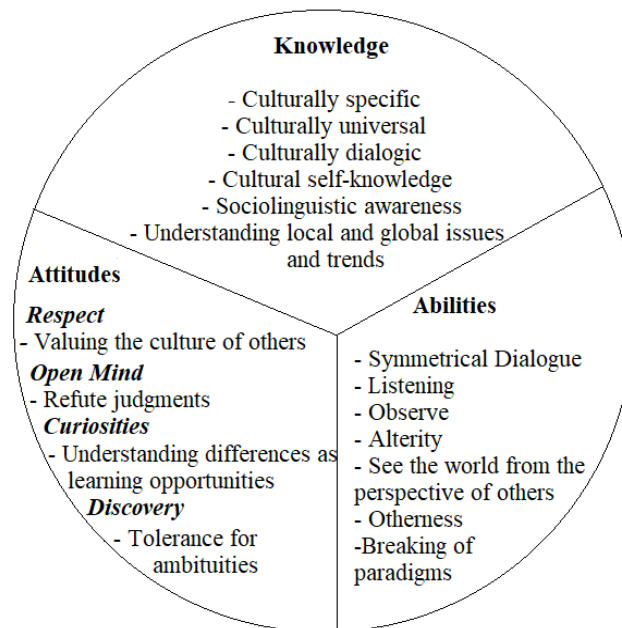 Knowledge
- Culturally specific
- Culturally universal
- Culturally dialogic
- Cultural self-knowledge
- Sociolinguistic awareness
- Understanding local and global issues
and trends
Attitudes
Respect
- Valuing the culture of others
Open Mind
- Refute judgments
Curiosities
- Understanding differences as
learning opportunities
Discovery
- Tolerance for
ambituities
Abilities
- Symmetrical Dialogue
- Listening
- Observe
- Alterity
- See the world from the
perspective of others
- Otherness
-Breaking of
paradigms